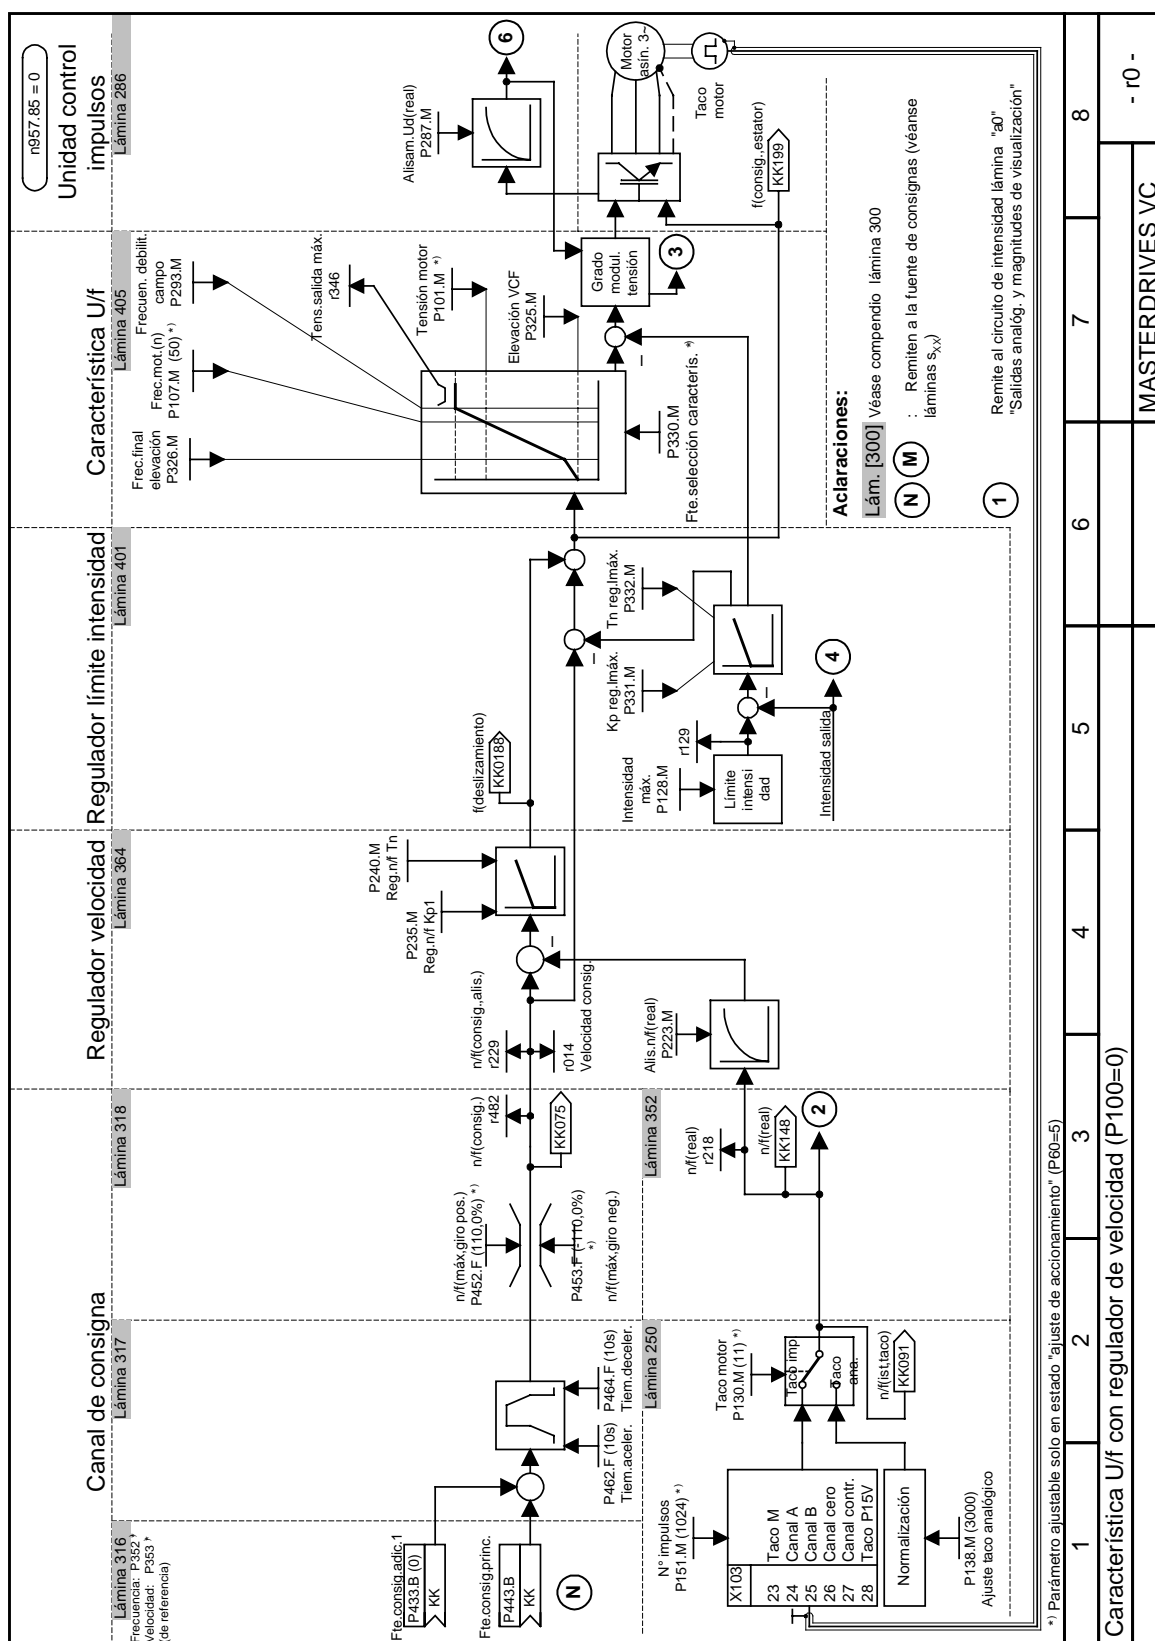 n957.85 = 0
Canal de consigna
Regulador velocidad
Regulador límite intensidad
Característica U/f
Unidad control
impulsos
Lámina 316
Lámina 317
Lámina 318
Lámina 364
Lámina 401
Lámina 405
Lámina 286
Frecuencia: P352 *)
Velocidad: P353 *)
(de referencia)
Fte.consig.adic.1
P433.B (0)
KK
Fte.consig.princ.
P443.B
KK
N
P462.F (10s)
Tiem.aceler.
P464.F (10s)
Tiem.deceler.
n/f(máx,giro pos.)
P452.F (110,0%) *)
P453.F (-110,0%)
*)
n/f(máx,giro neg.)
n/f(consig.)
r482
KK075
n/f(consig.,alis.)
r229
r014
Velocidad consig.
P235.M
Reg.n/f Kp1
P240.M
Reg.n/f Tn
–
f(deslizamiento)
KK0188
–
Kp reg.Imáx.
P331.M
Tn reg.Imáx.
P332.M
Intensidad
máx.
P128.M
r129
Límite
intensi
dad
–
Intensidad salida
4
Frec.final
elevación
P326.M
Frec.mot.(n)
P107.M (50) *)
Frecuen. debilit.
campo
P293.M
Tens.salida máx.
r346
Tensión motor
P101.M *)
Elevación VCF
P325.M
P330.M
Fte.selección caracterís. *)
–
Grado
modul.
tensión
3
Alisam.Ud(real)
P287.M
6
Motor
asín. 3~
Taco
motor
f(consig.,estator)
KK199
Lámina 250
Lámina 352
N° impulsos
P151.M (1024) *)
X103
23 Taco M
24 Canal A
25 Canal B
26 Canal cero
27 Canal contr.
28 Taco P15V
Normalización
P138.M (3000)
Ajuste taco analógico
Taco motor
P130.M (11) *)
Taco imp.
Taco
ana.
n/f(ist,taco)
KK091
n/f(real)
r218
n/f(real)
KK148
2
Alis.n/f(real)
P223.M
Aclaraciones:
Lám. [300] Véase compendio lámina 300
N M : Remiten a la fuente de consignas (véanse
láminas sXX)
1 Remite al circuito de intensidad lámina "a0"
"Salidas analóg. y magnitudes de visualización"
*) Parámetro ajustable solo en estado "ajuste de accionamiento" (P60=5)
1 2 3 4 5 6 7 8
Característica U/f con regulador de velocidad (P100=0)
- r0 -
MASTERDRIVES VC